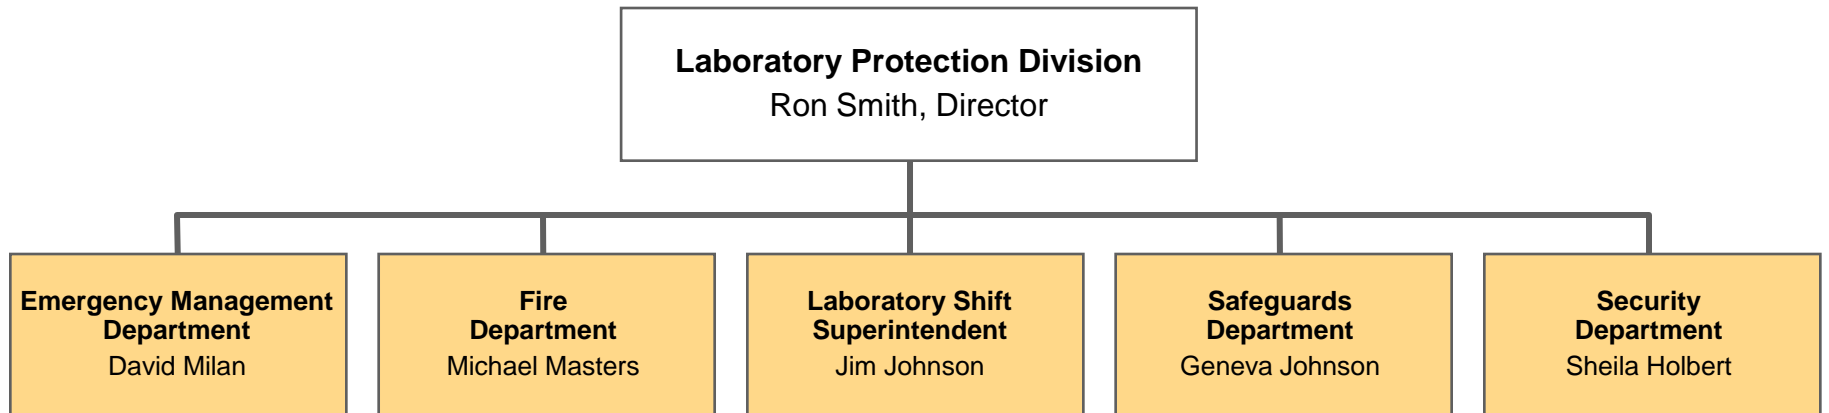 Laboratory Protection Division
Ron Smith, Director
Emergency Management
Department
David Milan
Fire
Department
Michael Masters
Laboratory Shift
Superintendent
Jim Johnson
Safeguards
Department
Geneva Johnson
Security
Department
Sheila Holbert